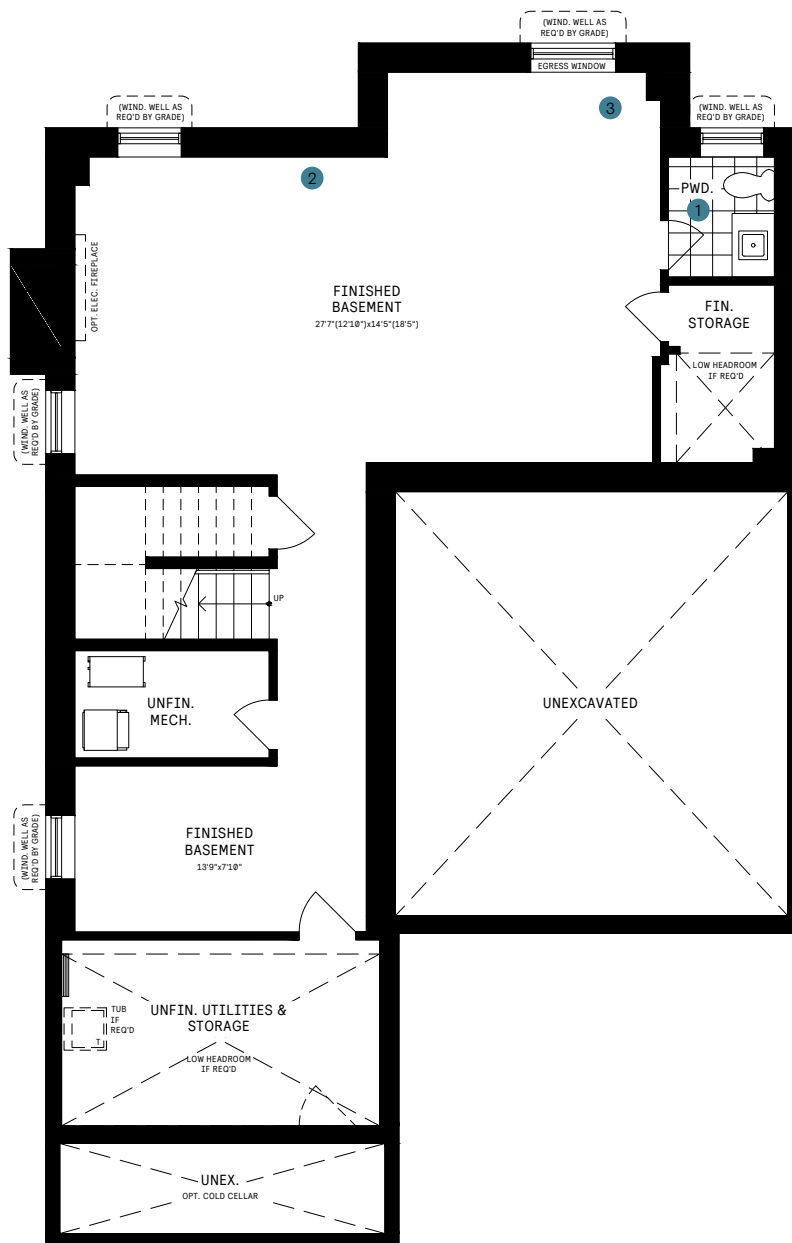 (WIND. WELL AS
REQ'D BY GRADE)
EGRESS WINDOW
(WIND. WELL AS
REQ'D BY GRADE)
(WIND. WELL AS
REQ'D BY GRADE)
3
2
PWD.
1
OPT. ELEC. FIREPLACE
FINISHED
BASEMENT
27'7"(12'10")x14'5"(18'5")
FIN.
STORAGE
LOW HEADROOM
IF REQ'D
(WIND. WELL AS
REQ'D BY GRADE)
UP
UNFIN.
MECH.
UNEXCAVATED
(WIND. WELL AS
REQ'D BY GRADE)
FINISHED
BASEMENT
13'9"x7'10"
TUB
IF
REQ'D
T
UNFIN. UTILITIES &
STORAGE
LOW HEADROOM
IF REQ'D
UNEX.
OPT. COLD CELLAR